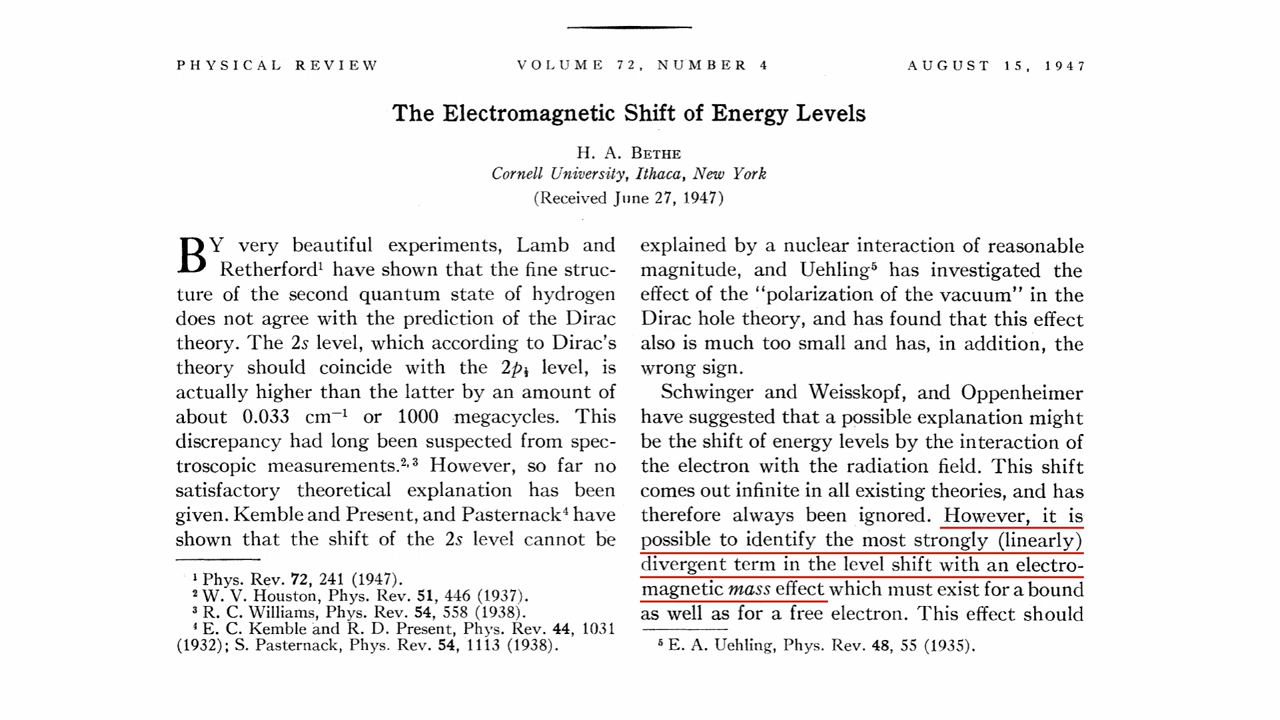 PHYSICAL REVIEW VOLUME 72, NUMBER 4 AUGUST 15, 1947
The Electromagnetic Shift of Energy Levels
H. A. BETHE
Cornell University, Ithaca, New York
(Received June 27, 1947)
BY very beautiful experiments, Lamb and
Retherford¹ have shown that the fine struc-
ture of the second quantum state of hydrogen
does not agree with the prediction of the Dirac
theory. The 2s level, which according to Dirac's
theory should coincide with the 2p½ level, is
actually higher than the latter by an amount of
about 0.033 cm⁻¹ or 1000 megacycles. This
discrepancy had long been suspected from spec-
troscopic measurements.²,³ However, so far no
satisfactory theoretical explanation has been
given. Kemble and Present, and Pasternack⁴ have
shown that the shift of the 2s level cannot be
¹ Phys. Rev. 72, 241 (1947).
² W. V. Houston, Phys. Rev. 51, 446 (1937).
³ R. C. Williams, Phys. Rev. 54, 558 (1938).
⁴ E. C. Kemble and R. D. Present, Phys. Rev. 44, 1031
(1932); S. Pasternack, Phys. Rev. 54, 1113 (1938).
explained by a nuclear interaction of reasonable
magnitude, and Uehling⁵ has investigated the
effect of the "polarization of the vacuum" in the
Dirac hole theory, and has found that this effect
also is much too small and has, in addition, the
wrong sign.
Schwinger and Weisskopf, and Oppenheimer
have suggested that a possible explanation might
be the shift of energy levels by the interaction of
the electron with the radiation field. This shift
comes out infinite in all existing theories, and has
therefore always been ignored. However, it is
possible to identify the most strongly (linearly)
divergent term in the level shift with an electro-
magnetic mass effect which must exist for a bound
as well as for a free electron. This effect should
⁵ E. A. Uehling, Phys. Rev. 48, 55 (1935).